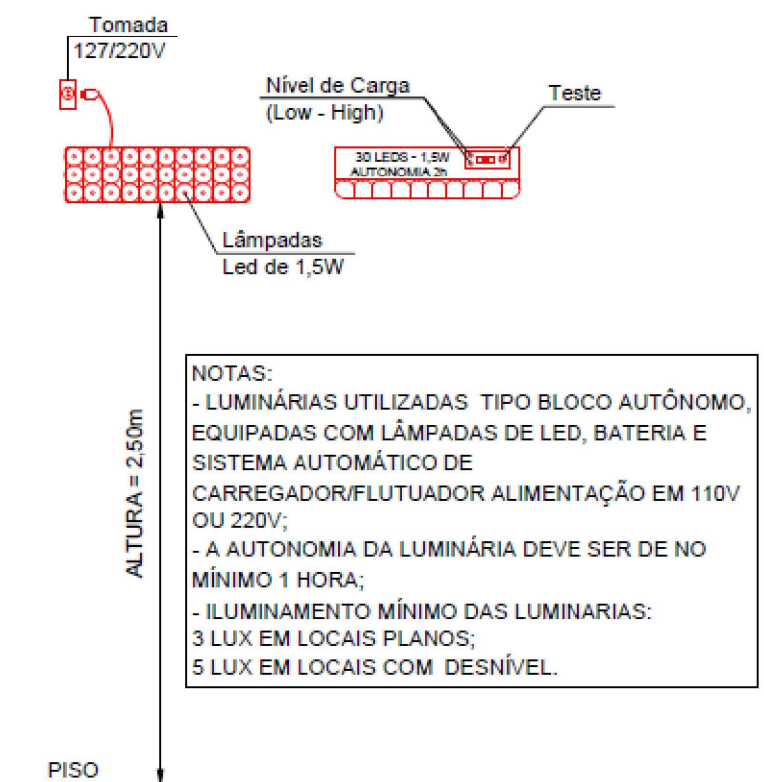 Tomada
127/220V
Nível de Carga
(Low - High)
Teste
30 LEDS - 1,5W
AUTONOMIA 2h
Lâmpadas
Led de 1,5W
ALTURA = 2,50m
NOTAS:
- LUMINÁRIAS UTILIZADAS TIPO BLOCO AUTÔNOMO,
EQUIPADAS COM LÂMPADAS DE LED, BATERIA E
SISTEMA AUTOMÁTICO DE
CARREGADOR/FLUTUADOR ALIMENTAÇÃO EM 110V
OU 220V;
- A AUTONOMIA DA LUMINÁRIA DEVE SER DE NO
MÍNIMO 1 HORA;
- ILUMINAMENTO MÍNIMO DAS LUMINARIAS:
3 LUX EM LOCAIS PLANOS;
5 LUX EM LOCAIS COM DESNÍVEL.
PISO